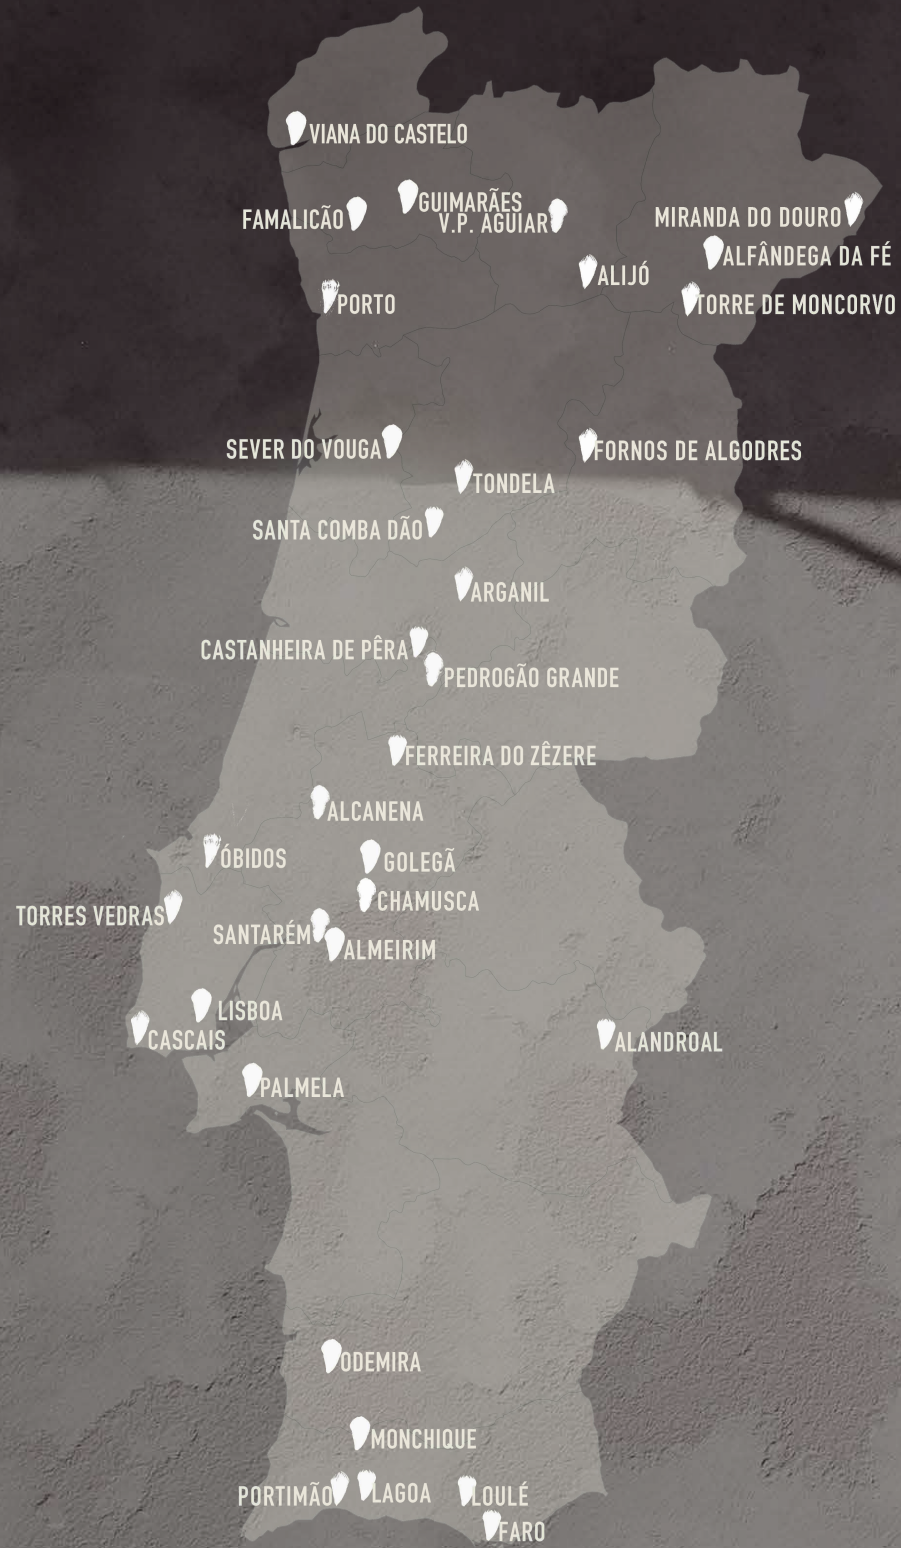 VIANA DO CASTELO
GUIMARÃES
FAMALICÃO
V.P. AGUIAR
MIRANDA DO DOURO
ALFÂNDEGA DA FÉ
ALIJÓ
PORTO
TORRE DE MONCORVO
SEVER DO VOUGA
FORNOS DE ALGODRES
TONDELA
SANTA COMBA DÃO
ARGANIL
CASTANHEIRA DE PÊRA
PEDROGÃO GRANDE
FERREIRA DO ZÊZERE
ALCANENA
ÓBIDOS
GOLEGÃ
CHAMUSCA
TORRES VEDRAS
SANTARÉM
ALMEIRIM
LISBOA
CASCAIS
ALANDROAL
PALMELA
ODEMIRA
MONCHIQUE
PORTIMÃO
LAGOA
LOULÉ
FARO